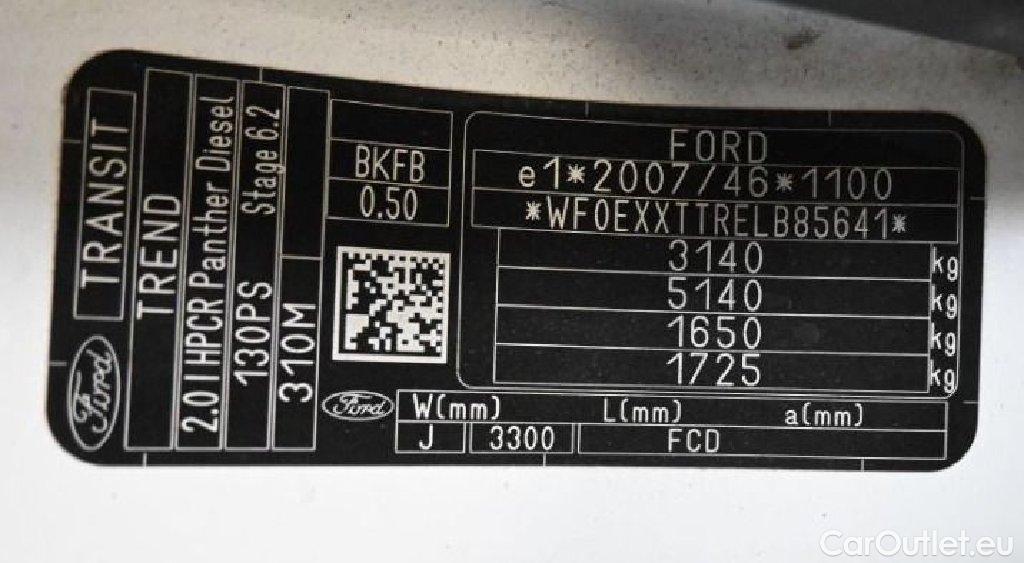 TRANSIT
TREND
2.0l HPCR Panther Diesel
130PS Stage 6.2
310M
Ford
BKFB
0.50
FORD
e1*2007/46*1100
*WF0EXXTTRELB85641*
3140 kg
5140 kg
1650 kg
1725 kg
Ford
W(mm) L(mm) a(mm)
J 3300 FCD
CarOutlet.eu